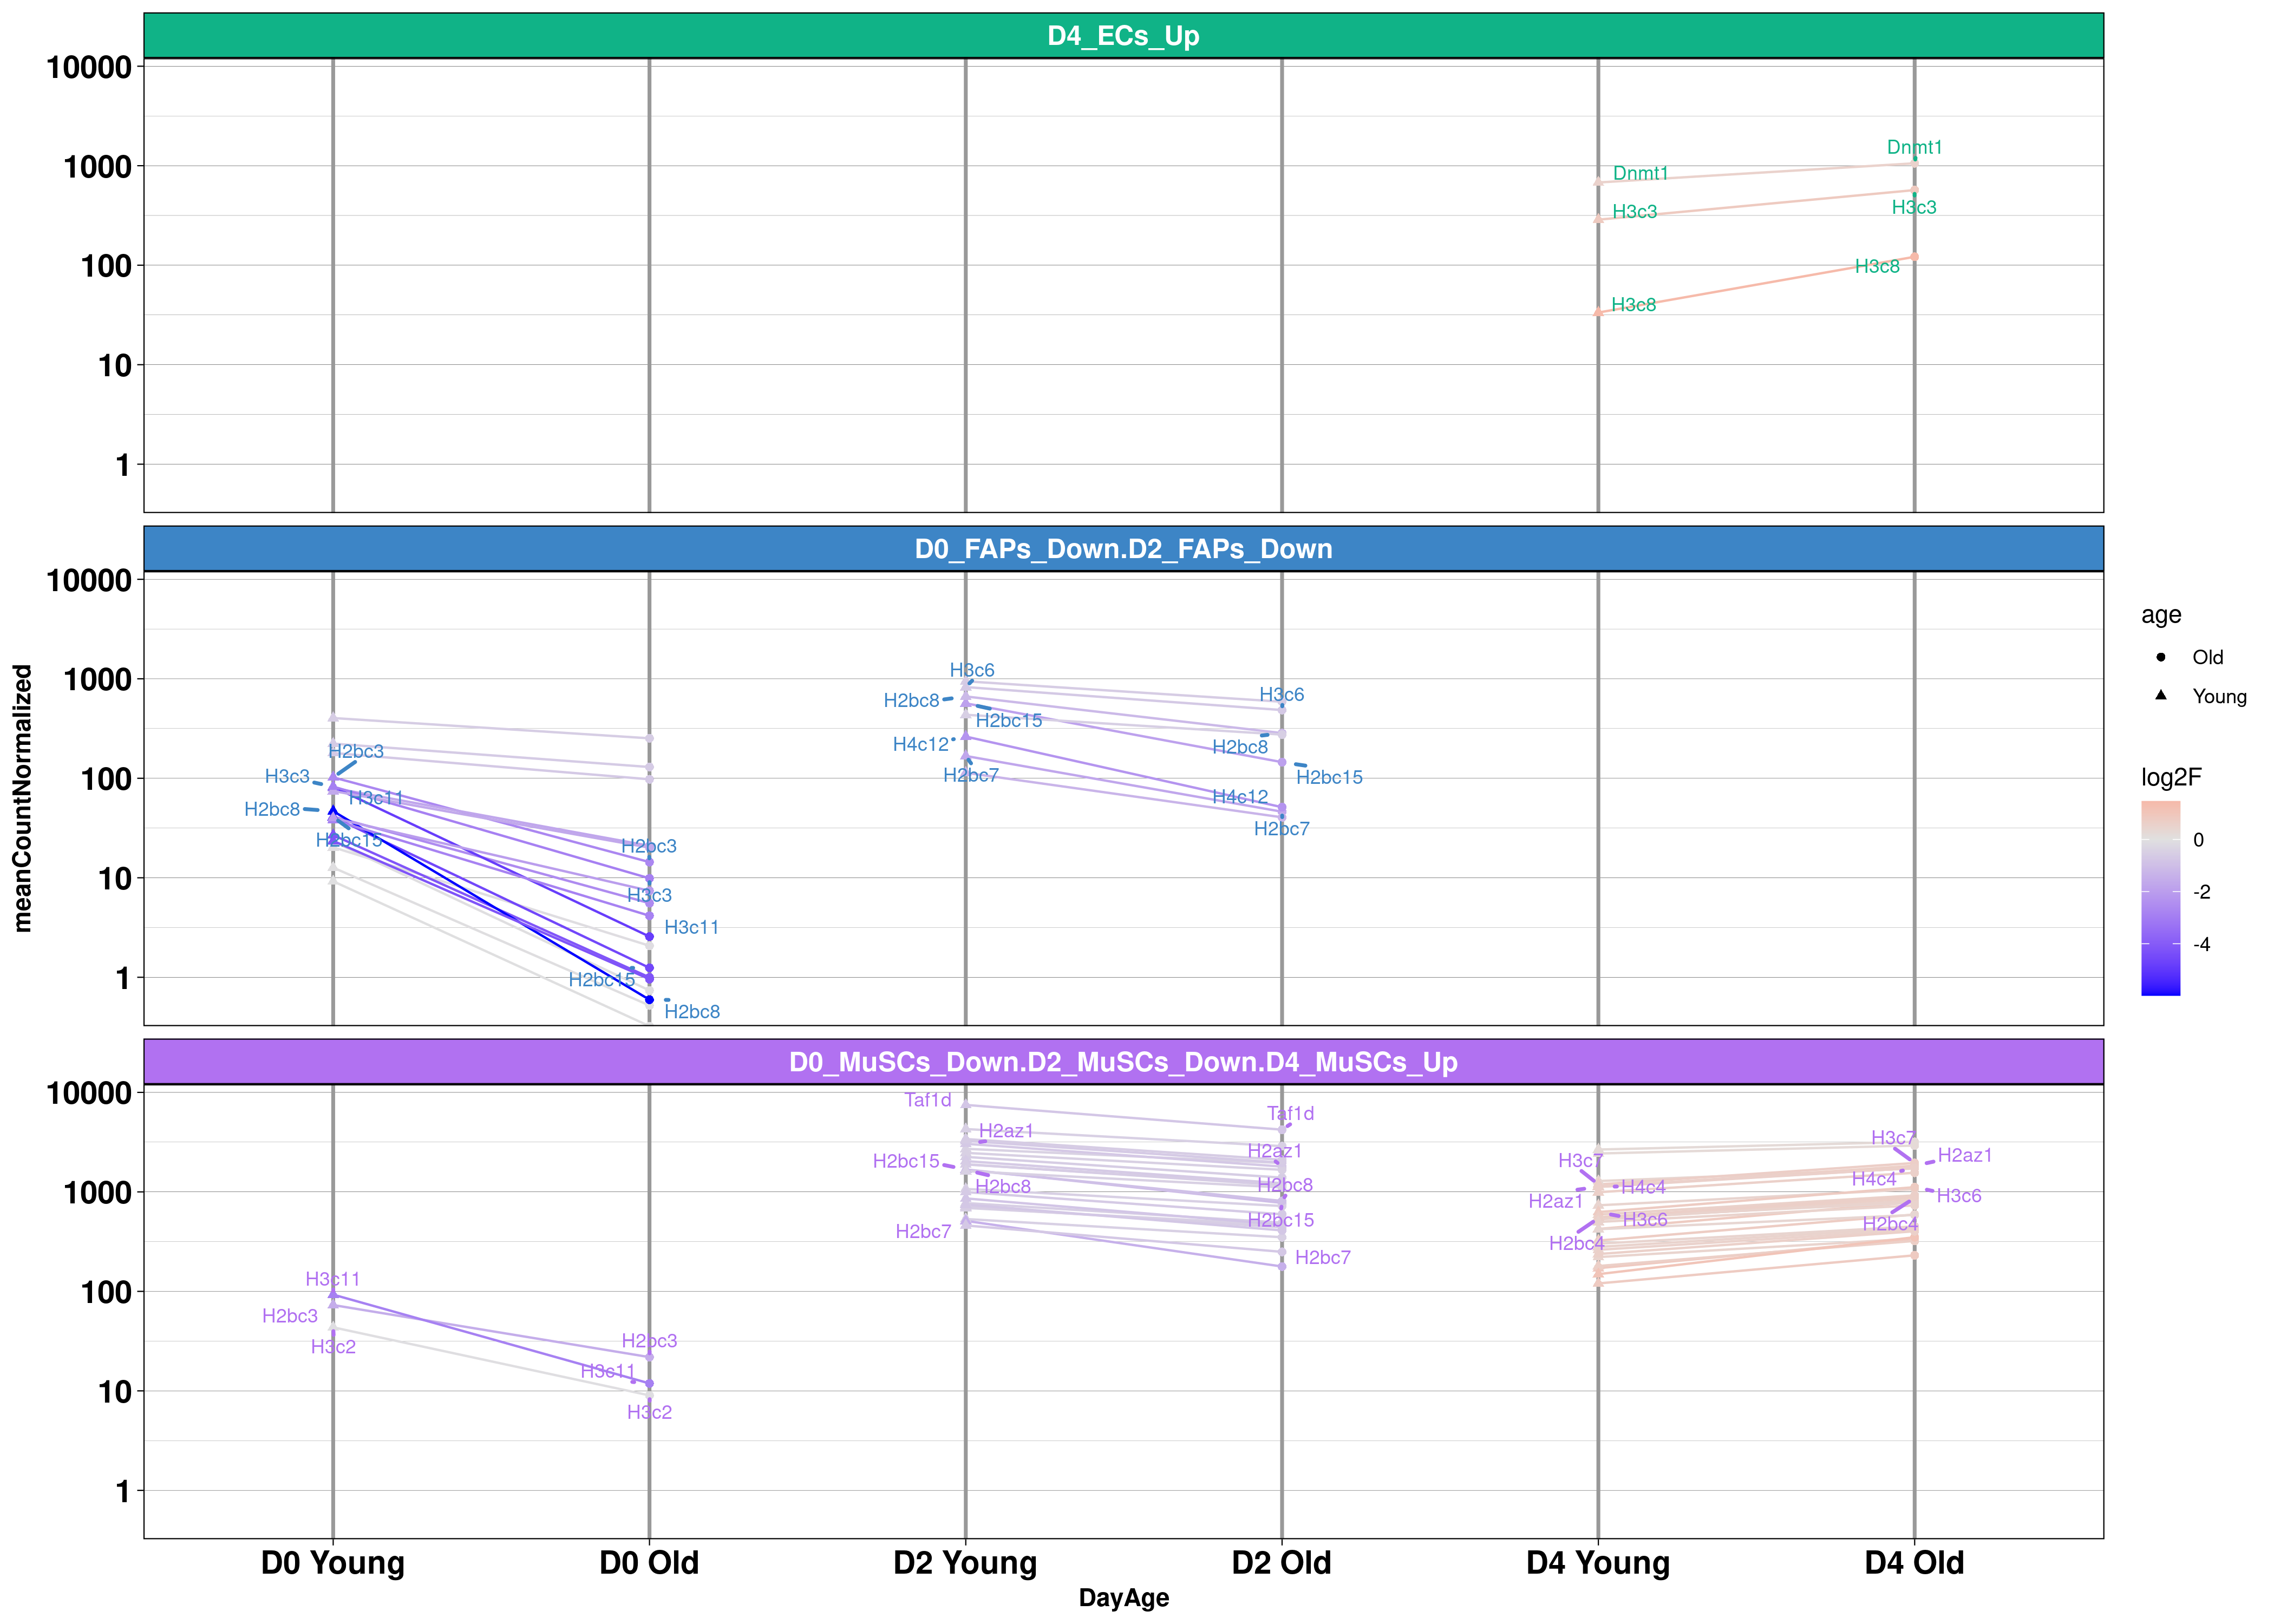 D4_ECs_Up
10000
1000
100
10
1
Dnmt1
Dnmt1
H3c3
H3c3
H3c8
H3c8
D0_FAPs_Down.D2_FAPs_Down
10000
1000
100
10
1
H2bc3
H3c3
H3c11
H2bc8
H2bc15
H2bc3
H3c3
H3c11
H2bc15
H2bc8
H3c6
H2bc8
H2bc15
H4c12
H2bc7
H3c6
H2bc8
H2bc15
H4c12
H2bc7
D0_MuSCs_Down.D2_MuSCs_Down.D4_MuSCs_Up
10000
1000
100
10
1
H3c11
H2bc3
H3c2
H2bc3
H3c11
H3c2
Taf1d
H2az1
H2bc15
H2bc8
H2bc7
Taf1d
H2az1
H2bc8
H2bc15
H2bc7
H3c7
H4c4
H2az1
H3c6
H2bc4
H3c7
H2az1
H4c4
H3c6
H2bc4
D0 Young
D0 Old
D2 Young
D2 Old
D4 Young
D4 Old
DayAge
meanCountNormalized
age
Old
Young
log2F
0
-2
-4